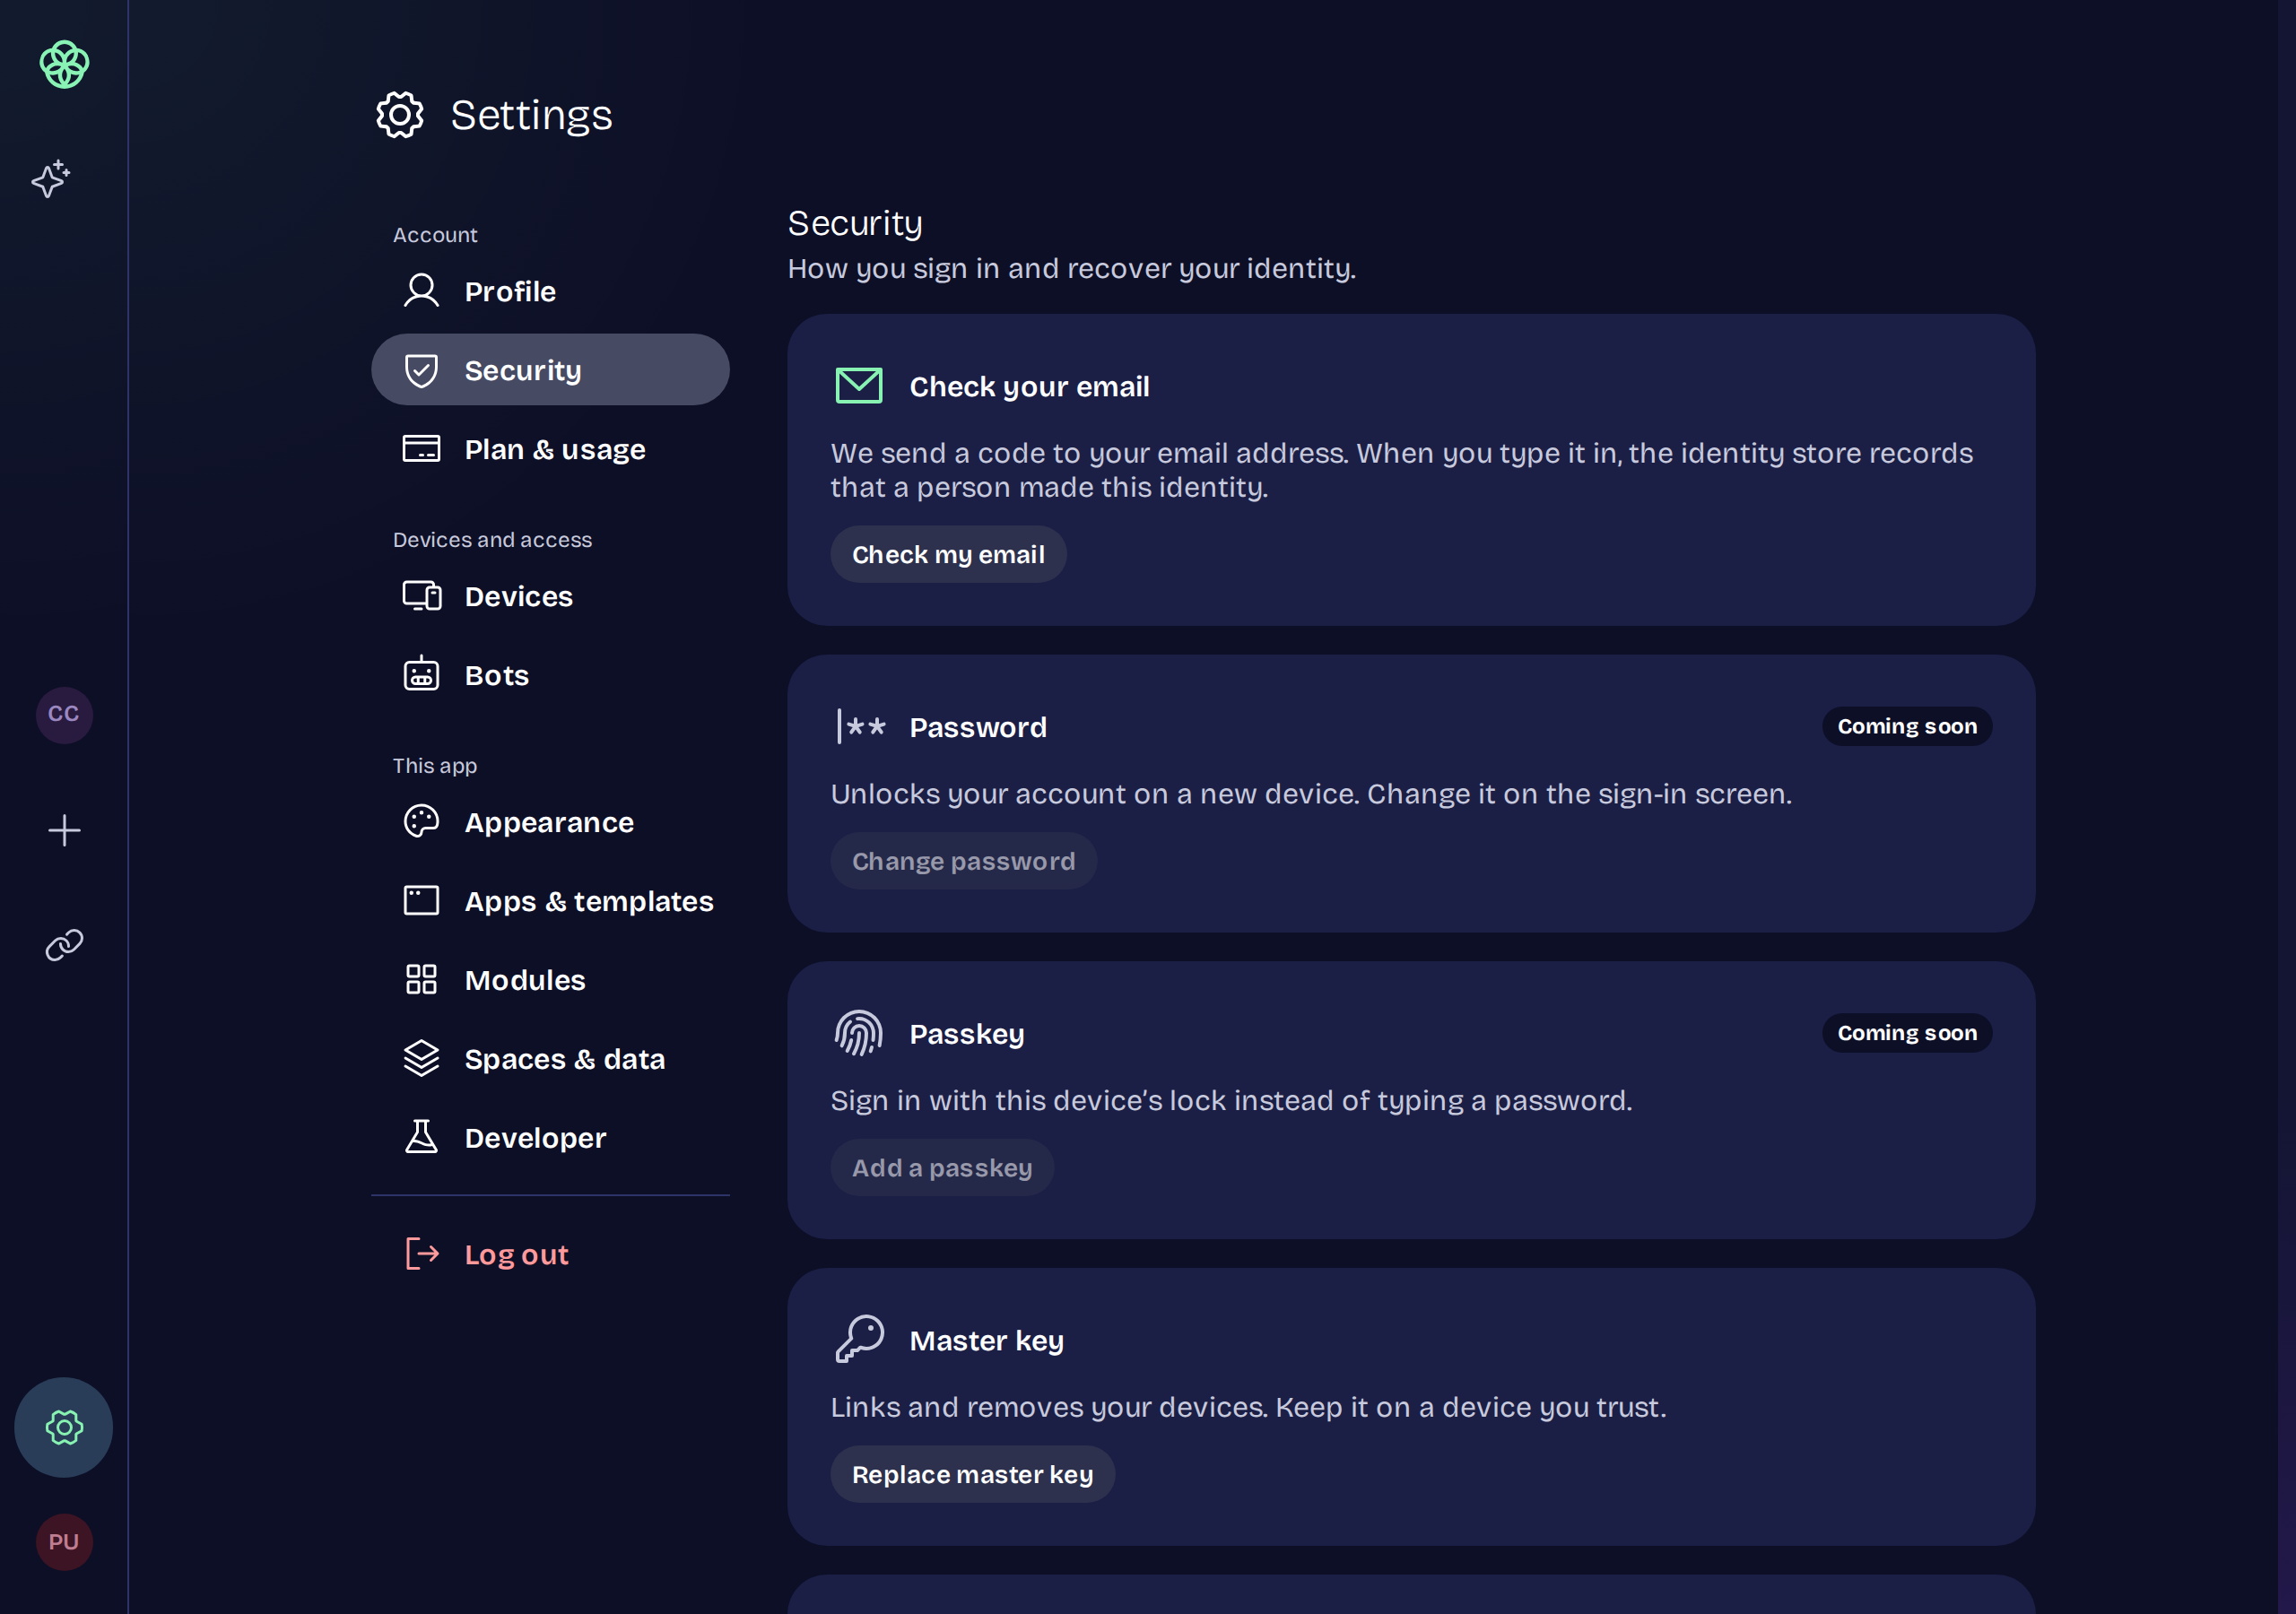 Settings
Account
Profile
Security
Plan & usage
Devices and access
Devices
Bots
This app
Appearance
Apps & templates
Modules
Spaces & data
Developer
Log out
CC
PU
Security
How you sign in and recover your identity.
Check your email
We send a code to your email address. When you type it in, the identity store records
that a person made this identity.
Check my email
Password
Coming soon
Unlocks your account on a new device. Change it on the sign-in screen.
Change password
Passkey
Coming soon
Sign in with this device’s lock instead of typing a password.
Add a passkey
Master key
Links and removes your devices. Keep it on a device you trust.
Replace master key